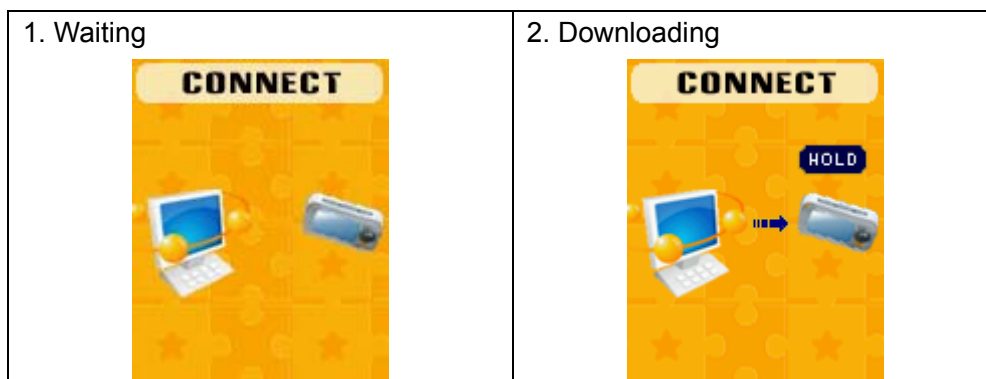 1. Waiting
CONNECT
2. Downloading
CONNECT
HOLD